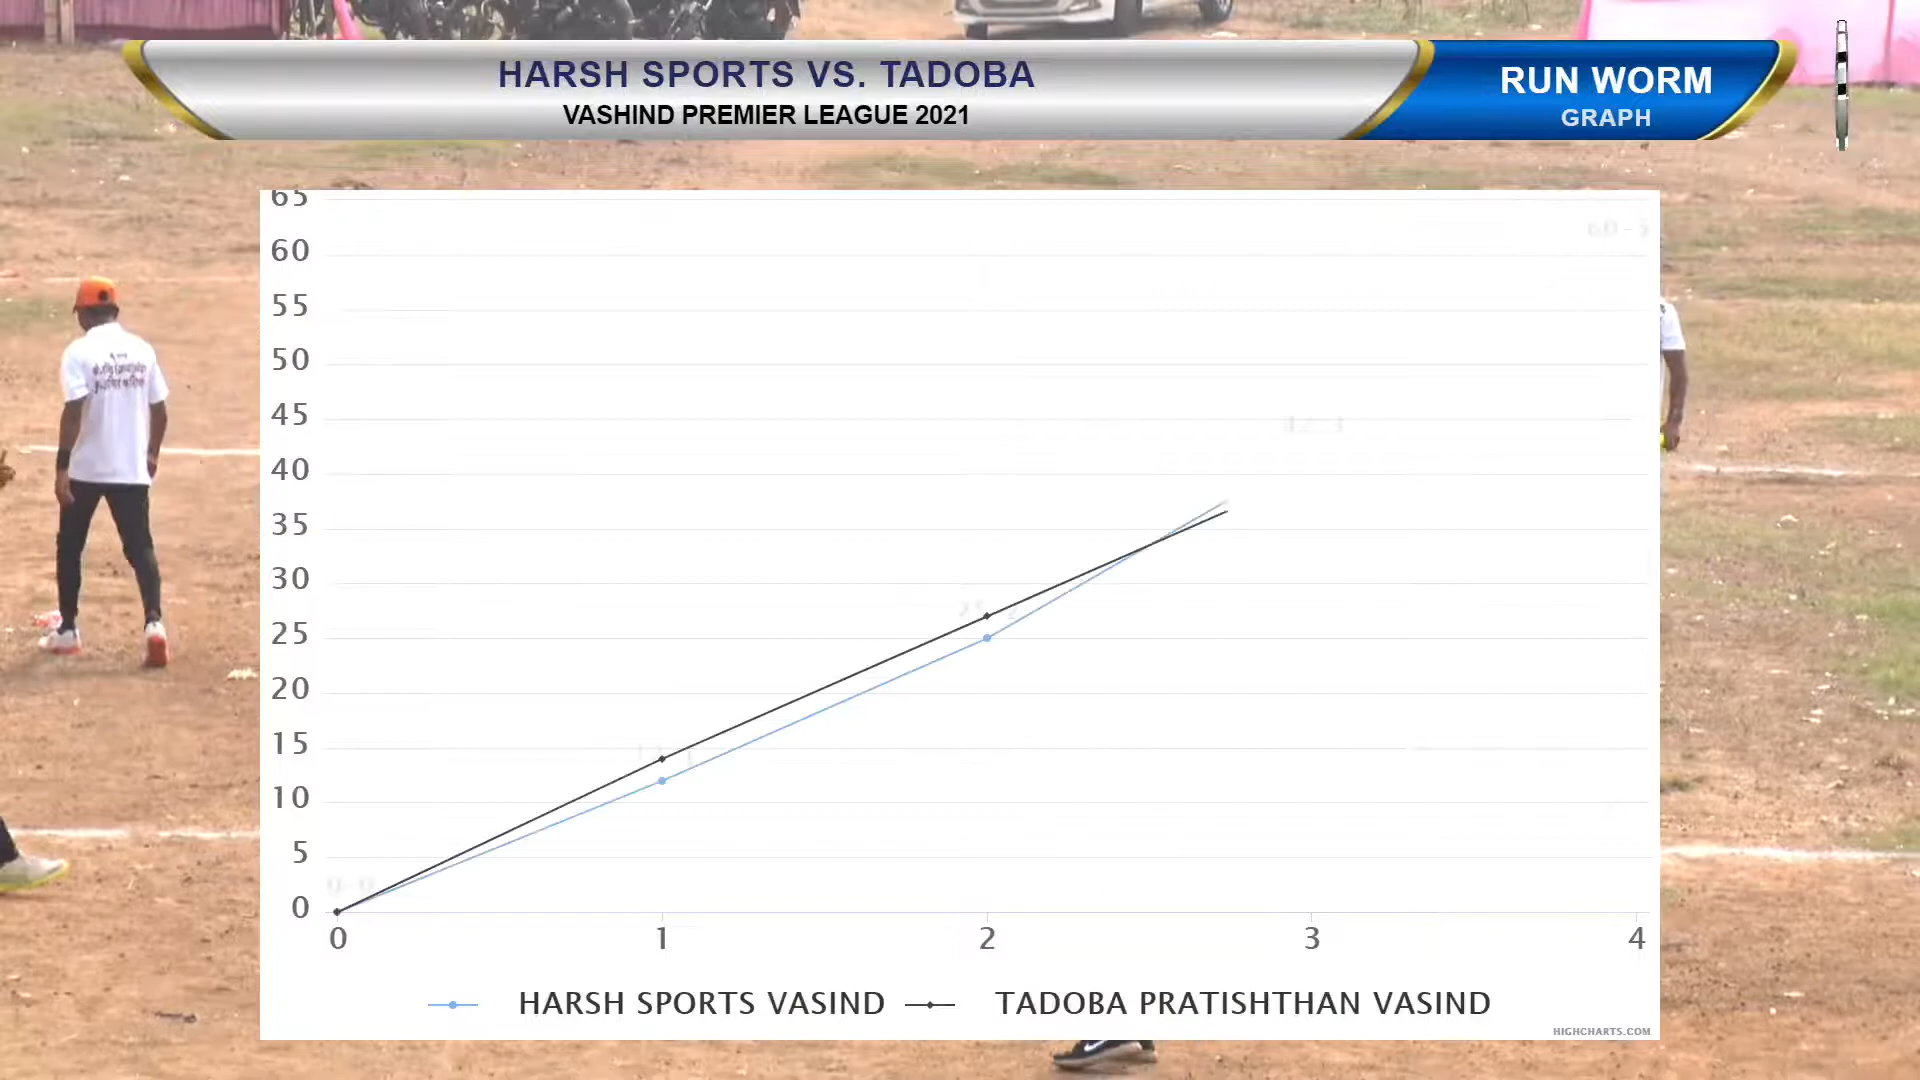 HARSH SPORTS VS. TADOBA
VASHIND PREMIER LEAGUE 2021
RUN WORM
GRAPH
65
60
55
50
45
40
35
30
25
20
15
10
5
0
0 1 2 3 4
HARSH SPORTS VASIND
TADOBA PRATISHTHAN VASIND
HIGHCHARTS.COM